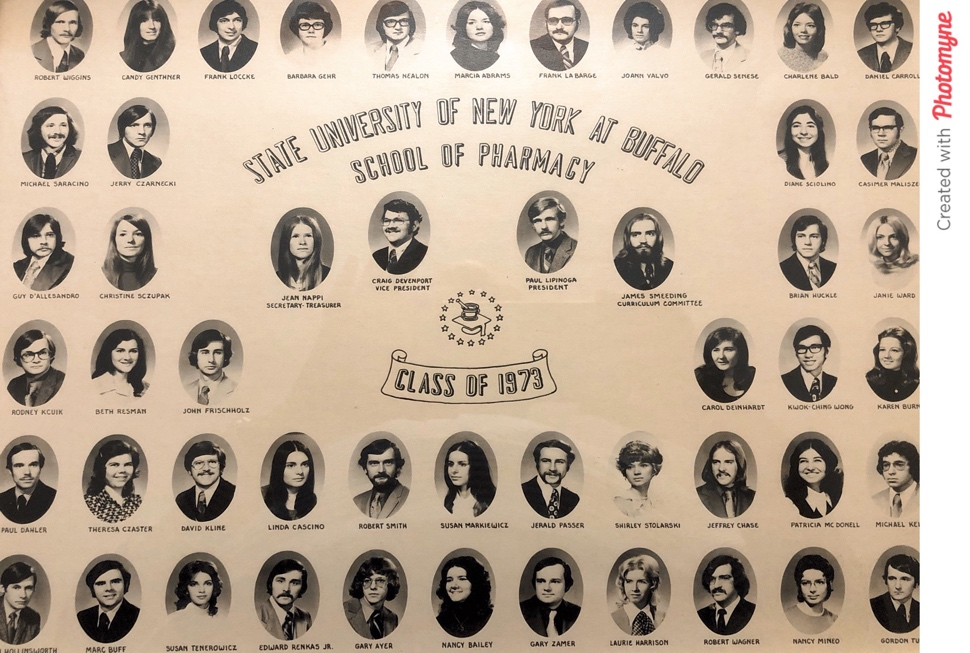 ROBERT WIGGINS CANDY GENTHNER FRANK LOCCKE BARBARA GEHR THOMAS NEALON MARCIA ABRAMS FRANK LA BARGE JOANN VALVO GERALD SENESE CHARLENE BALD DANIEL CARROLL
STATE UNIVERSITY OF NEW YORK AT BUFFALO
SCHOOL OF PHARMACY
MICHAEL SARACINO JERRY CZARNECKI DIANE SCIOLINO CASIMER MALISZE
GUY D'ALLESANDRO CHRISTINE SCZUPAK
JEAN NAPPI
SECRETARY-TREASURER
CRAIG DEVENPORT
VICE PRESIDENT
PAUL LIPINOGA
PRESIDENT
JAMES SMEEDING
CURRICULUM COMMITTEE
BRIAN HUCKLE JANIE WARD
CLASS OF 1973
RODNEY KCUIK BETH RESMAN JOHN FRISCHHOLZ CAROL DEINHARDT KWOK-CHING WONG KAREN BURN
PAUL DAHLER THERESA CZASTER DAVID KLINE LINDA CASCINO ROBERT SMITH SUSAN MARKIEWICZ JERALD PASSER SHIRLEY STOLARSKI JEFFREY CHASE PATRICIA MC DONELL MICHAEL KEL
HOLLINGSWORTH MARC BUFF SUSAN TENEROWICZ EDWARD RENKAS JR. GARY AYER NANCY BAILEY GARY ZAMER LAURIE HARRISON ROBERT WAGNER NANCY MINEO GORDON TU
Created with Photomyne